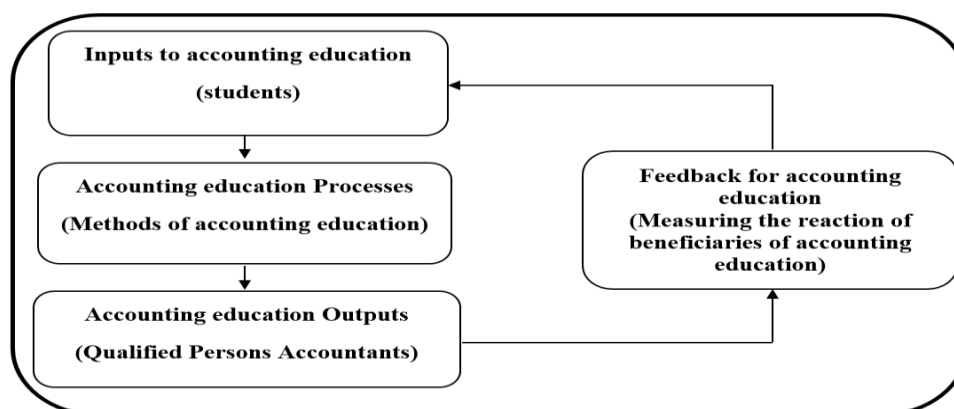 Inputs to accounting education
(students)
Accounting education Processes
(Methods of accounting education)
Accounting education Outputs
(Qualified Persons Accountants)
Feedback for accounting
education
(Measuring the reaction of
beneficiaries of accounting
education)